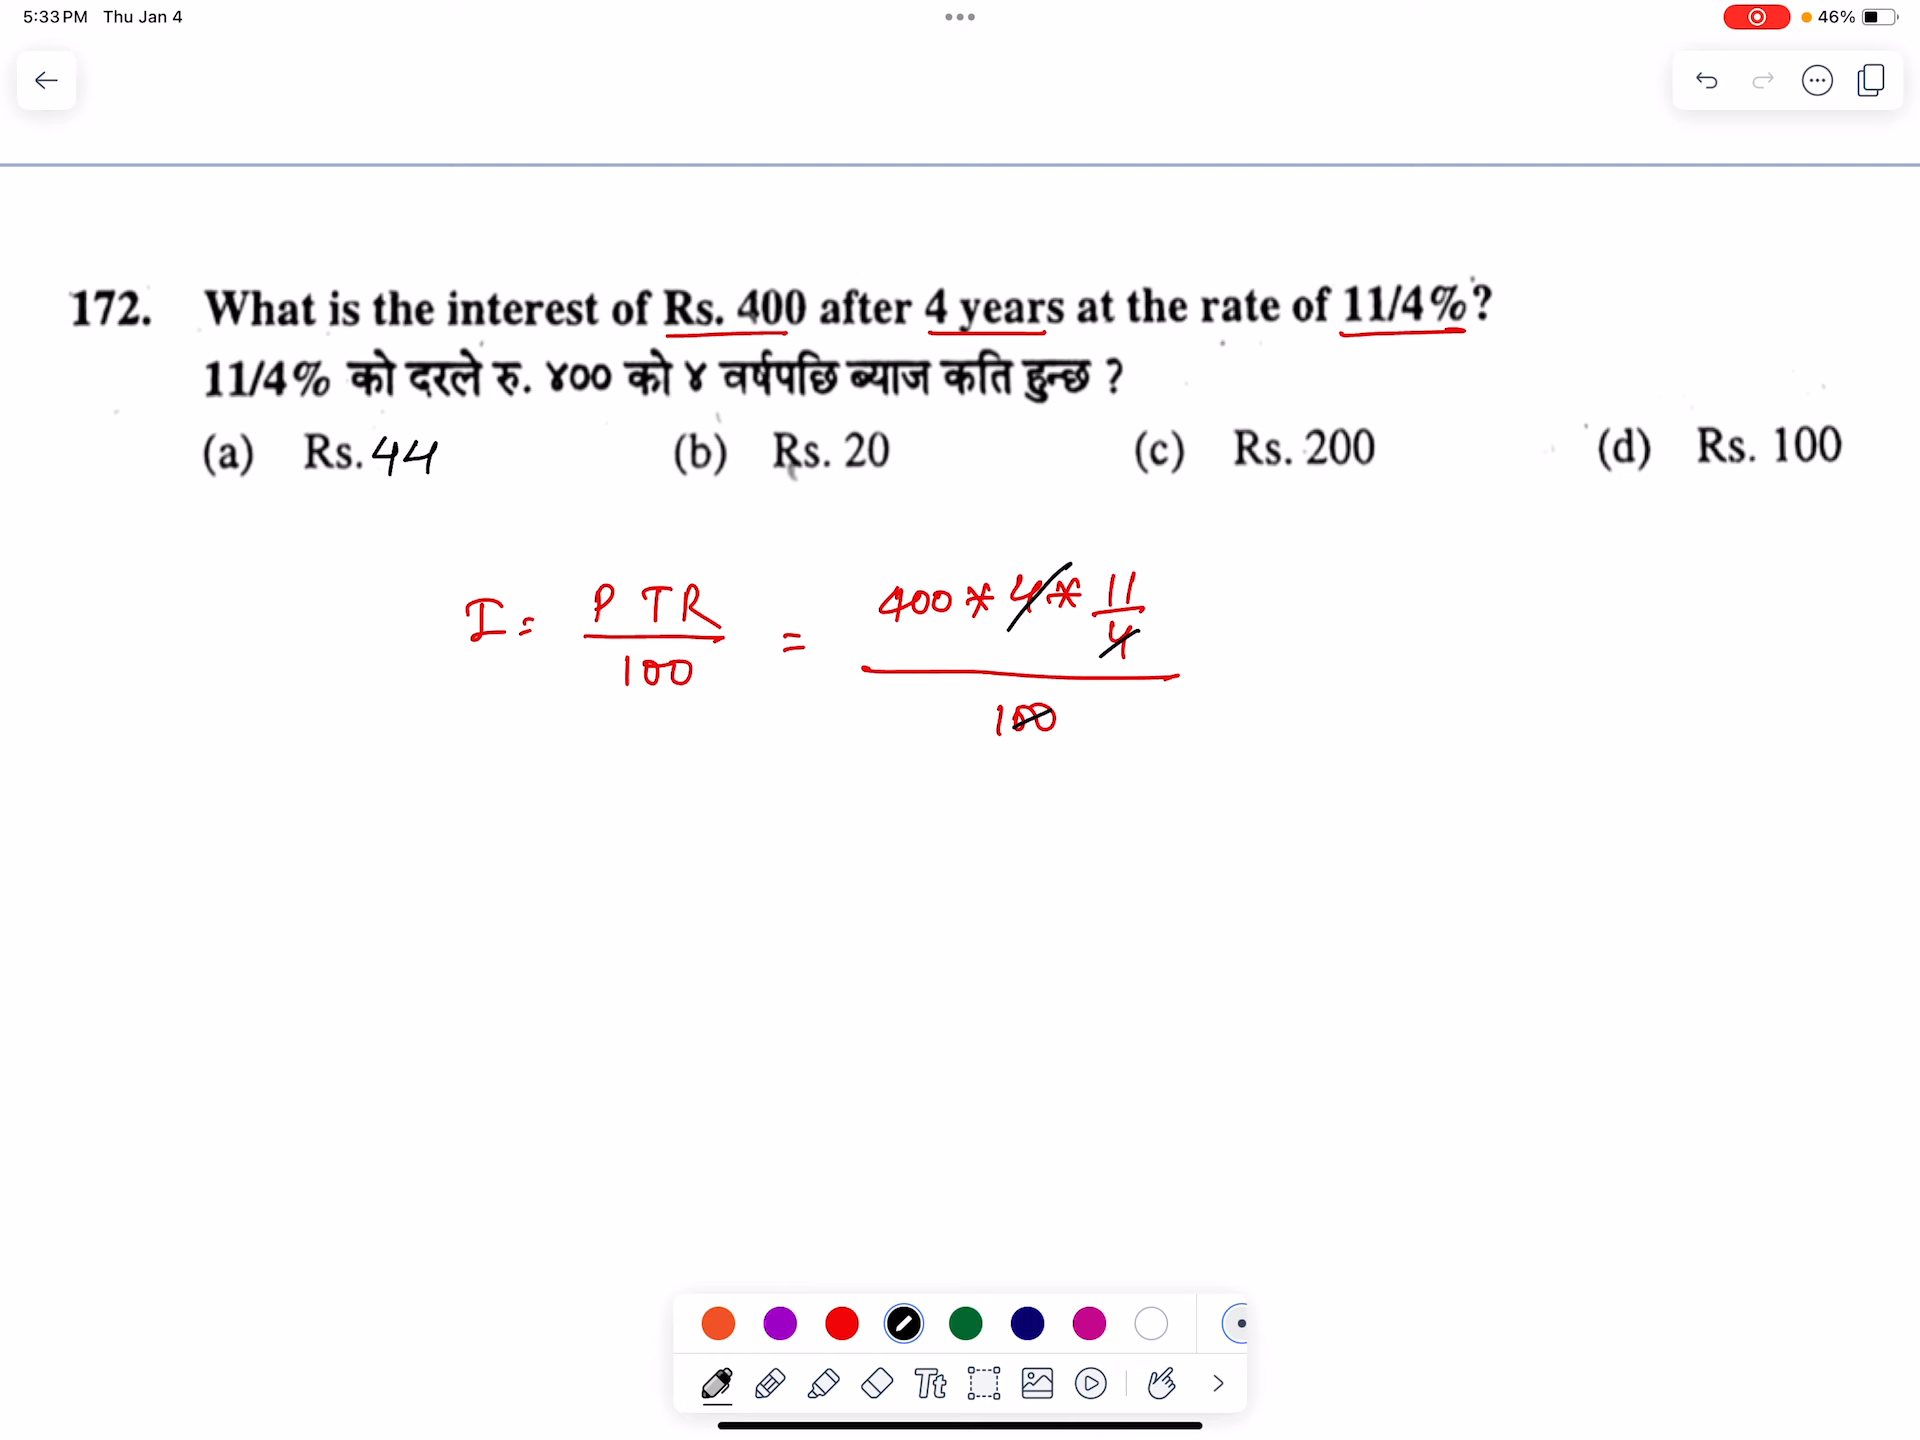 5:33 PM Thu Jan 4
46%
172. What is the interest of Rs. 400 after 4 years at the rate of 11/4%?
11/4% को दरले रु. ४०० को ४ वर्षपछि ब्याज कति हुन्छ ?
(a) Rs. 44 (b) Rs. 20 (c) Rs. 200 (d) Rs. 100
I = PTR/100 = 400 * 4 * 11/4 / 100
Tt